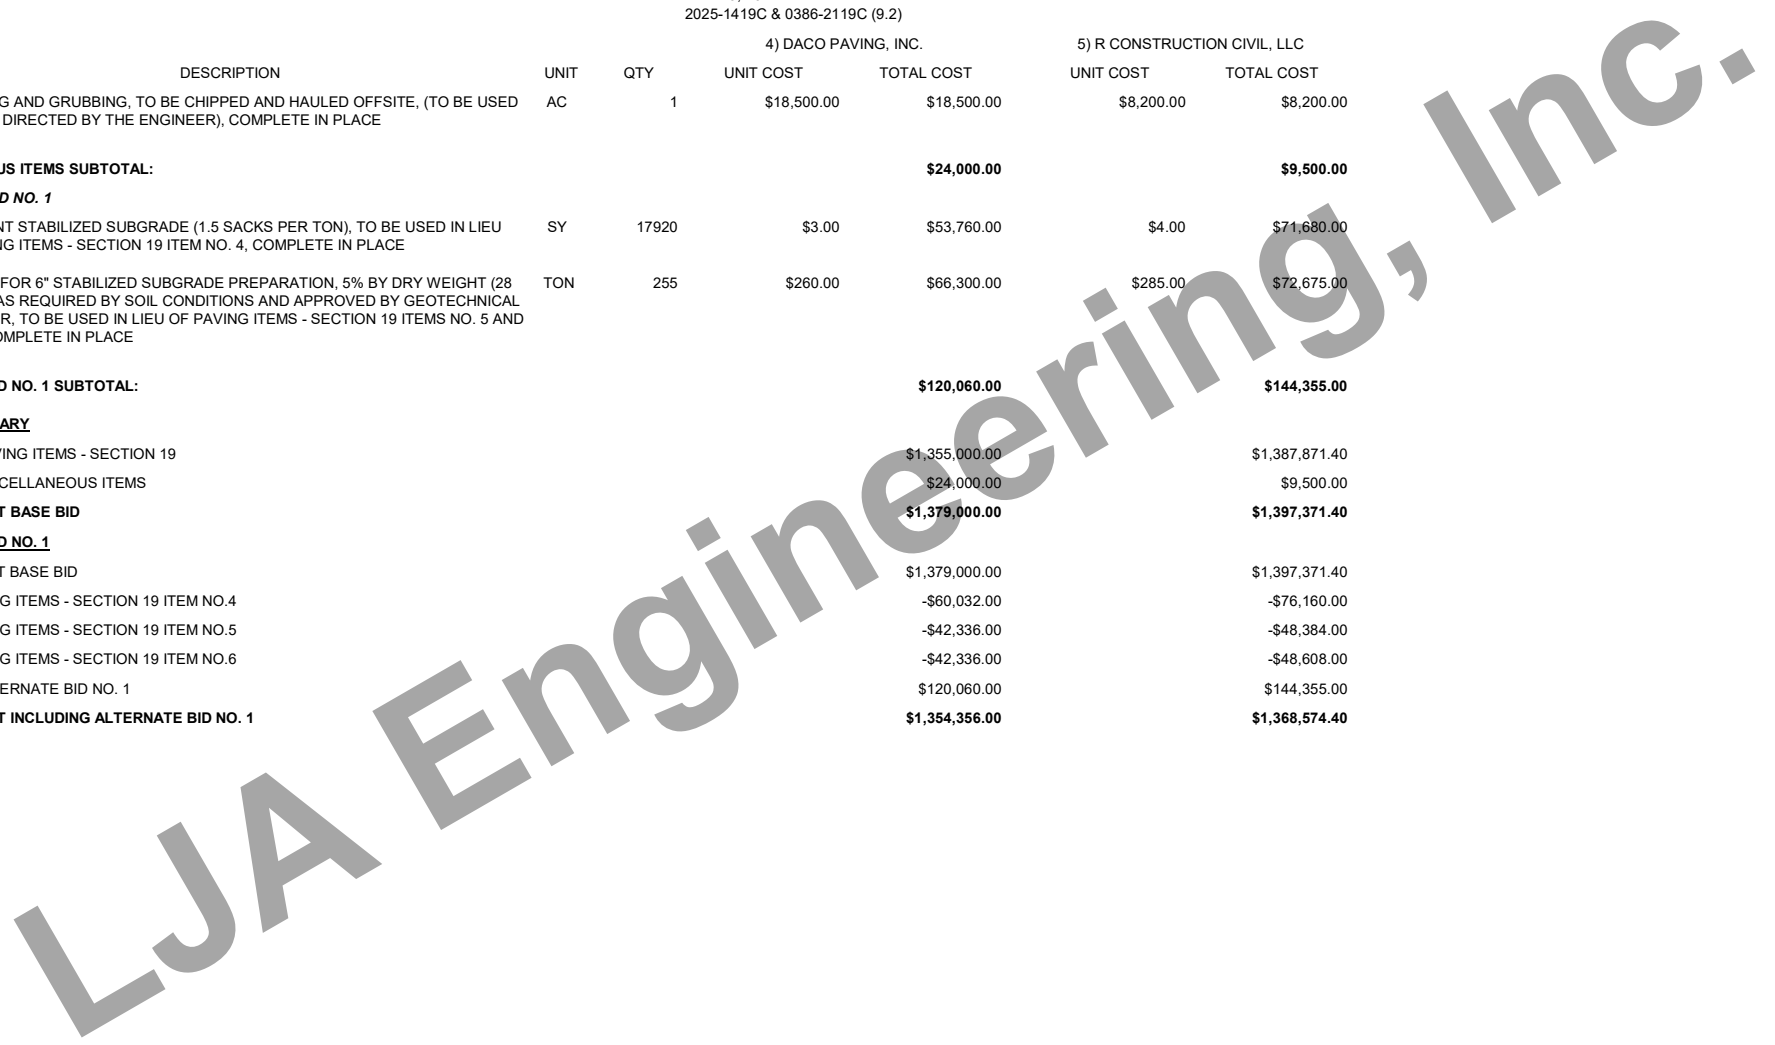 2025-1419C & 0386-2119C (9.2)
4) DACO PAVING, INC. 5) R CONSTRUCTION CIVIL, LLC
DESCRIPTION UNIT QTY UNIT COST TOTAL COST UNIT COST TOTAL COST
G AND GRUBBING, TO BE CHIPPED AND HAULED OFFSITE, (TO BE USED AC 1 $18,500.00 $18,500.00 $8,200.00 $8,200.00
DIRECTED BY THE ENGINEER), COMPLETE IN PLACE
US ITEMS SUBTOTAL: $24,000.00 $9,500.00
D NO. 1
NT STABILIZED SUBGRADE (1.5 SACKS PER TON), TO BE USED IN LIEU SY 17920 $3.00 $53,760.00 $4.00 $71,680.00
NG ITEMS - SECTION 19 ITEM NO. 4, COMPLETE IN PLACE
FOR 6" STABILIZED SUBGRADE PREPARATION, 5% BY DRY WEIGHT (28 TON 255 $260.00 $66,300.00 $285.00 $72,675.00
AS REQUIRED BY SOIL CONDITIONS AND APPROVED BY GEOTECHNICAL
R, TO BE USED IN LIEU OF PAVING ITEMS - SECTION 19 ITEMS NO. 5 AND
OMPLETE IN PLACE
D NO. 1 SUBTOTAL: $120,060.00 $144,355.00
ARY
VING ITEMS - SECTION 19 $1,355,000.00 $1,387,871.40
CELLANEOUS ITEMS $24,000.00 $9,500.00
T BASE BID $1,379,000.00 $1,397,371.40
D NO. 1
T BASE BID $1,379,000.00 $1,397,371.40
G ITEMS - SECTION 19 ITEM NO.4 -$60,032.00 -$76,160.00
G ITEMS - SECTION 19 ITEM NO.5 -$42,336.00 -$48,384.00
G ITEMS - SECTION 19 ITEM NO.6 -$42,336.00 -$48,608.00
ERNATE BID NO. 1 $120,060.00 $144,355.00
T INCLUDING ALTERNATE BID NO. 1 $1,354,356.00 $1,368,574.40
LJA Engineering, Inc.